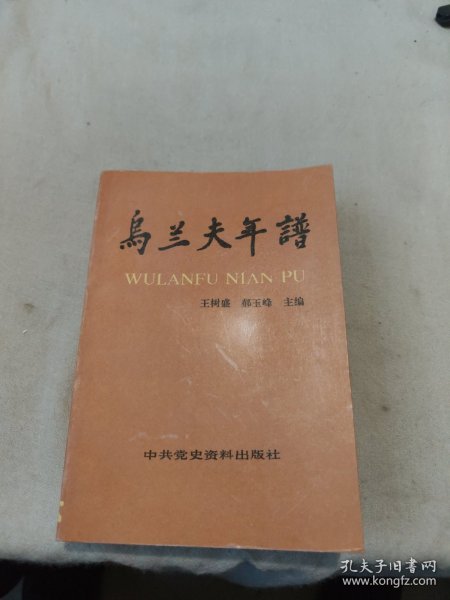 烏兰夫年譜
WULANFU NIAN PU
王树盛 郝玉峰 主编
中共党史资料出版社
孔夫子旧书网
www.kongfz.com